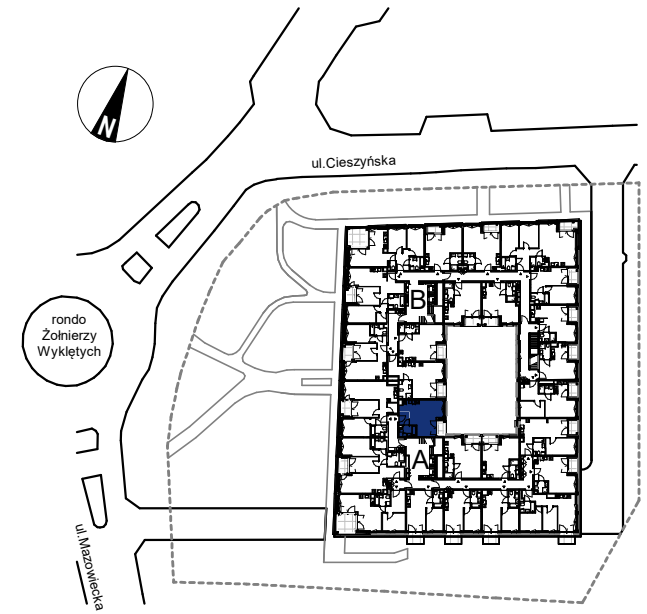 N
ul.Cieszyńska
B
rondo
Żołnierzy
Wyklętych
A
ul.Mazowiecka